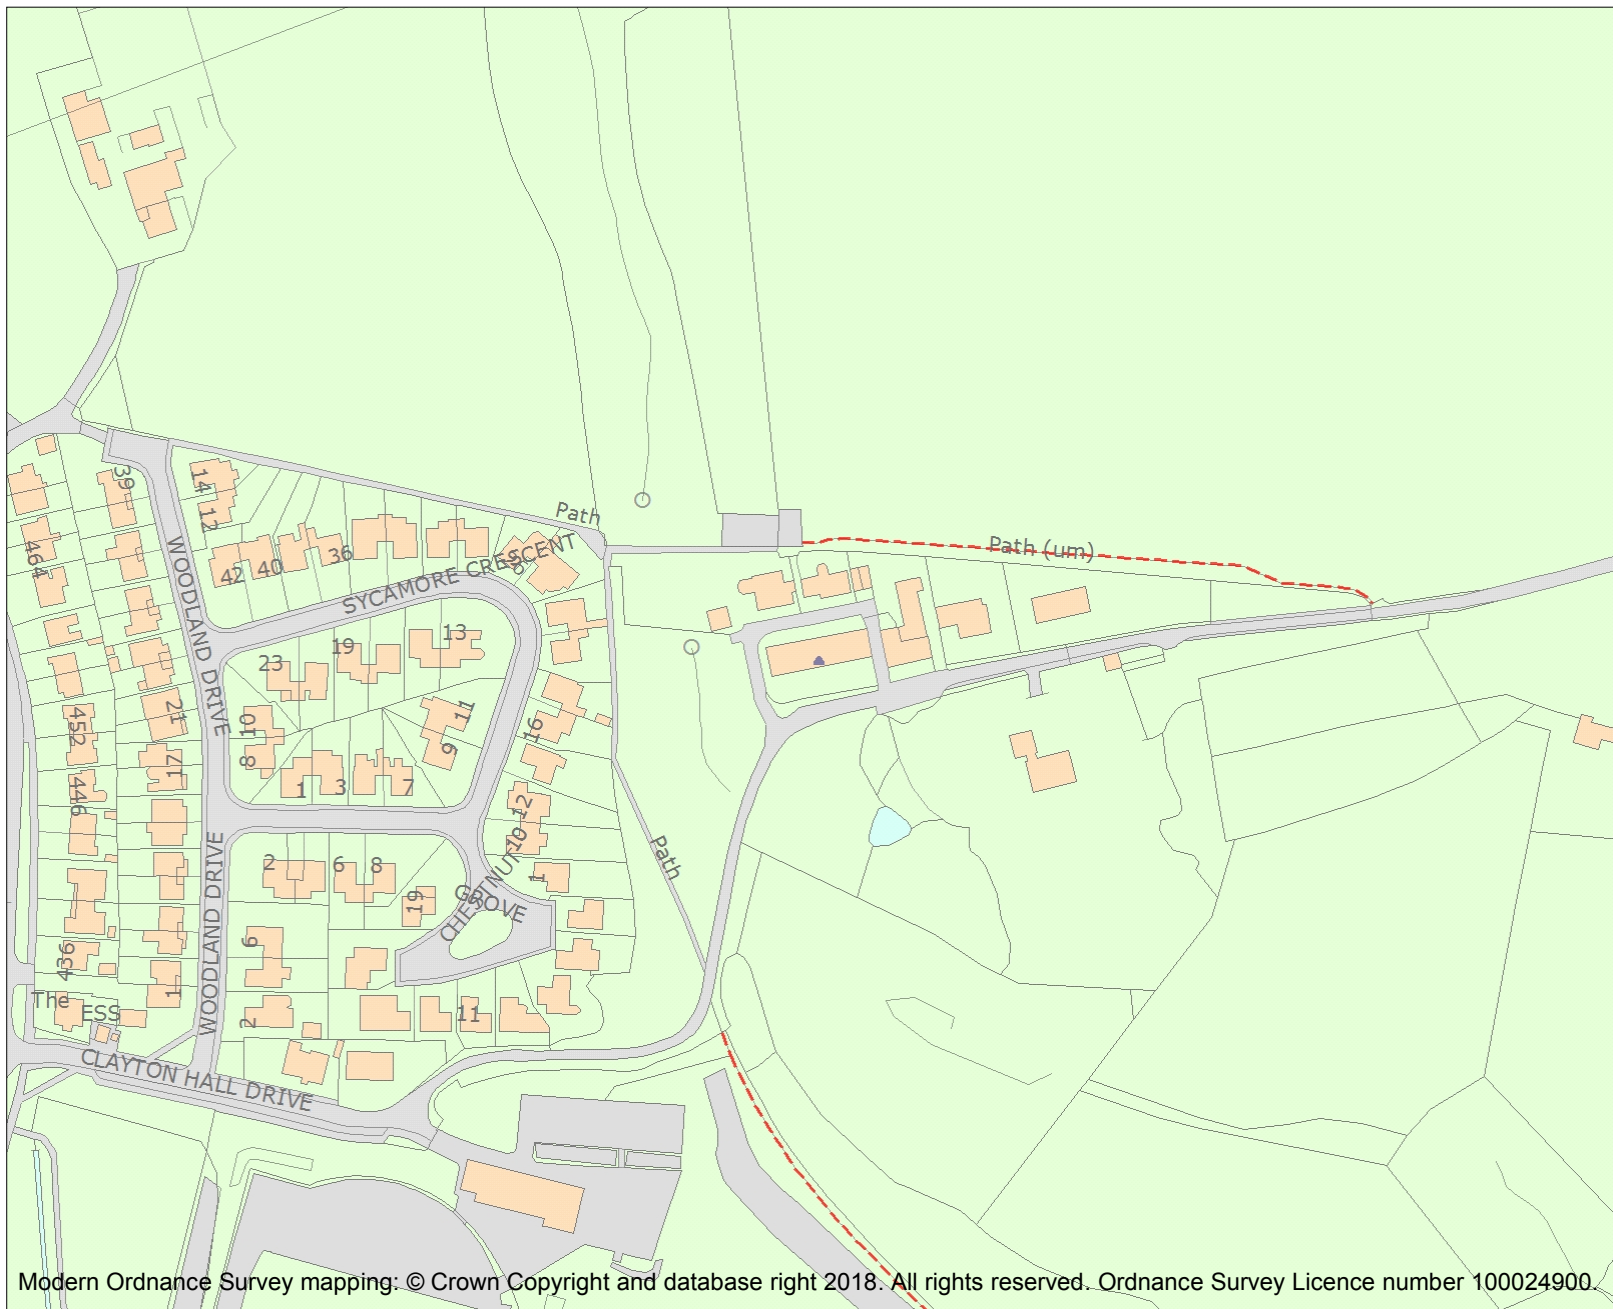 39
14
12
Path
464
42
40
36
SYCAMORE CRESCENT
Path (um)
WOODLAND DRIVE
23
19
13
452
21
10
8
11
9
16
446
17
1
3
7
12
10
Path
2
6
8
19
1
CHESTNUT
GROVE
436
6
1
WOODLAND DRIVE
The
ESS
2
11
CLAYTON HALL DRIVE
Modern Ordnance Survey mapping: © Crown Copyright and database right 2018. All rights reserved. Ordnance Survey Licence number 100024900.